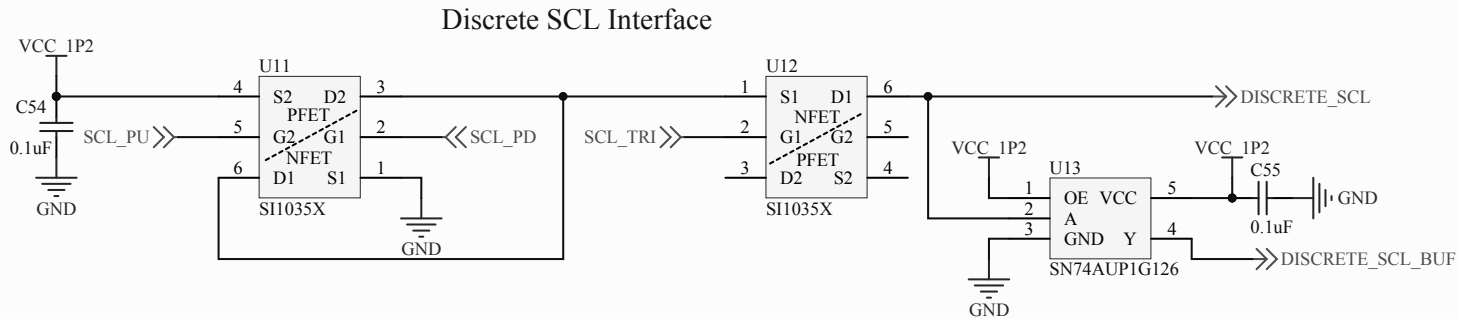 Discrete SCL Interface
VCC_1P2
C54
0.1uF
GND
SCL_PU
U11
4
5
6
S2 D2
PFET
G2 G1
NFET
D1 S1
3
2
1
SI1035X
SCL_PD
GND
SCL_TRI
U12
1
2
3
S1 D1
NFET
G1 G2
PFET
D2 S2
6
5
4
SI1035X
DISCRETE_SCL
VCC_1P2
VCC_1P2
U13
1
2
3
OE VCC
A
GND Y
5
4
SN74AUP1G126
C55
0.1uF
GND
GND
DISCRETE_SCL_BUF